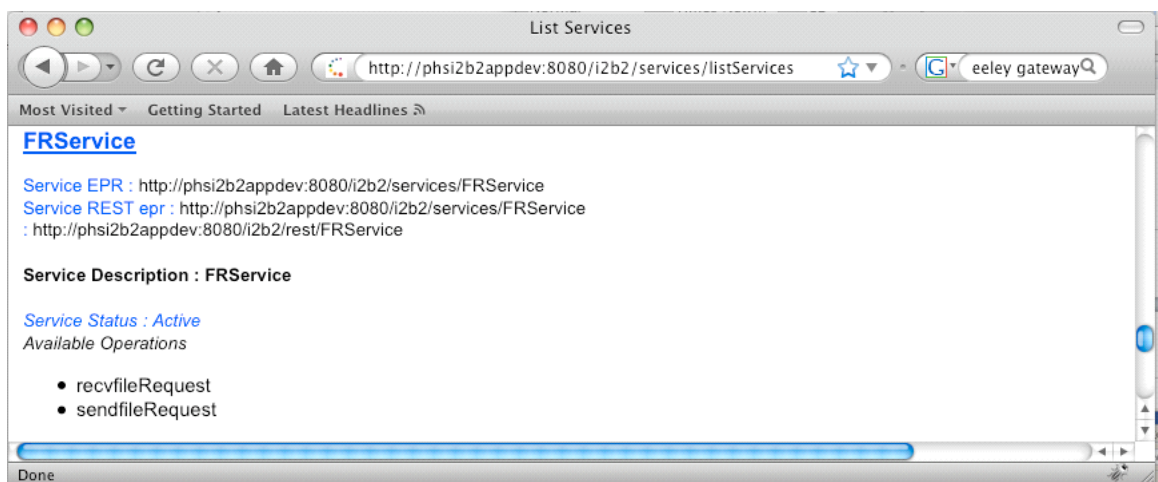 List Services
http://phsi2b2appdev:8080/i2b2/services/listServices
eeley gateway
Most Visited Getting Started Latest Headlines
FRService
Service EPR : http://phsi2b2appdev:8080/i2b2/services/FRService
Service REST epr : http://phsi2b2appdev:8080/i2b2/services/FRService
: http://phsi2b2appdev:8080/i2b2/rest/FRService
Service Description : FRService
Service Status : Active
Available Operations
• recvfileRequest
• sendfileRequest
Done